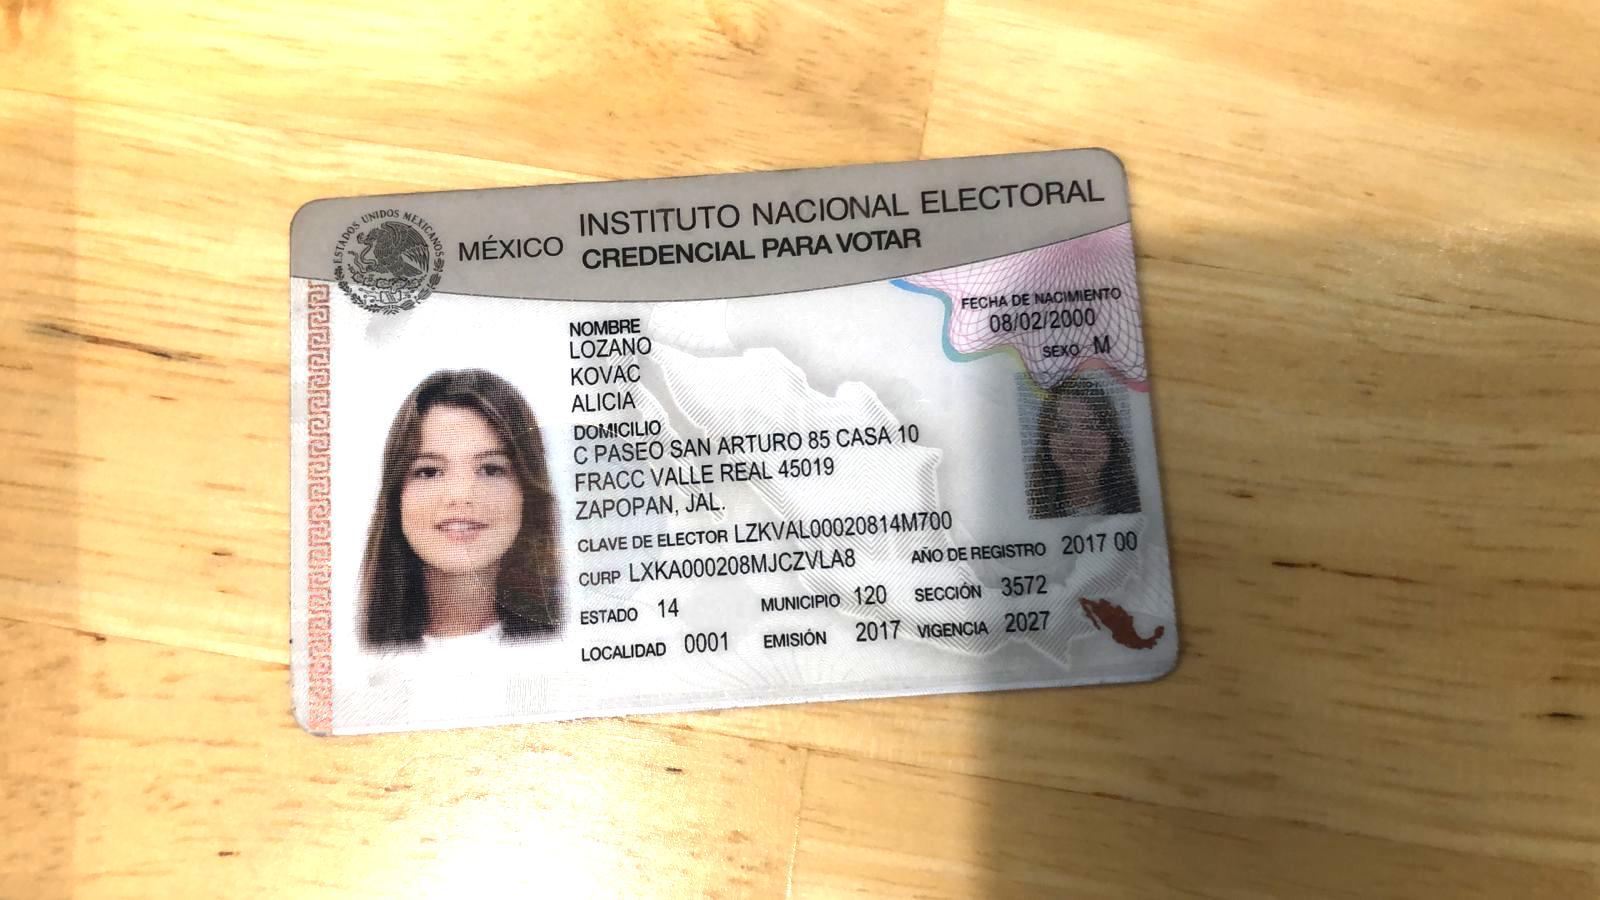 ESTADOS UNIDOS MEXICANOS
MÉXICO
INSTITUTO NACIONAL ELECTORAL
CREDENCIAL PARA VOTAR
FECHA DE NACIMIENTO
08/02/2000
SEXO M
NOMBRE
LOZANO
KOVAC
ALICIA
DOMICILIO
C PASEO SAN ARTURO 85 CASA 10
FRACC VALLE REAL 45019
ZAPOPAN, JAL.
CLAVE DE ELECTOR LZKVAL00020814M700
CURP LXKA000208MJCZVLA8 AÑO DE REGISTRO 2017 00
ESTADO 14 MUNICIPIO 120 SECCIÓN 3572
LOCALIDAD 0001 EMISIÓN 2017 VIGENCIA 2027